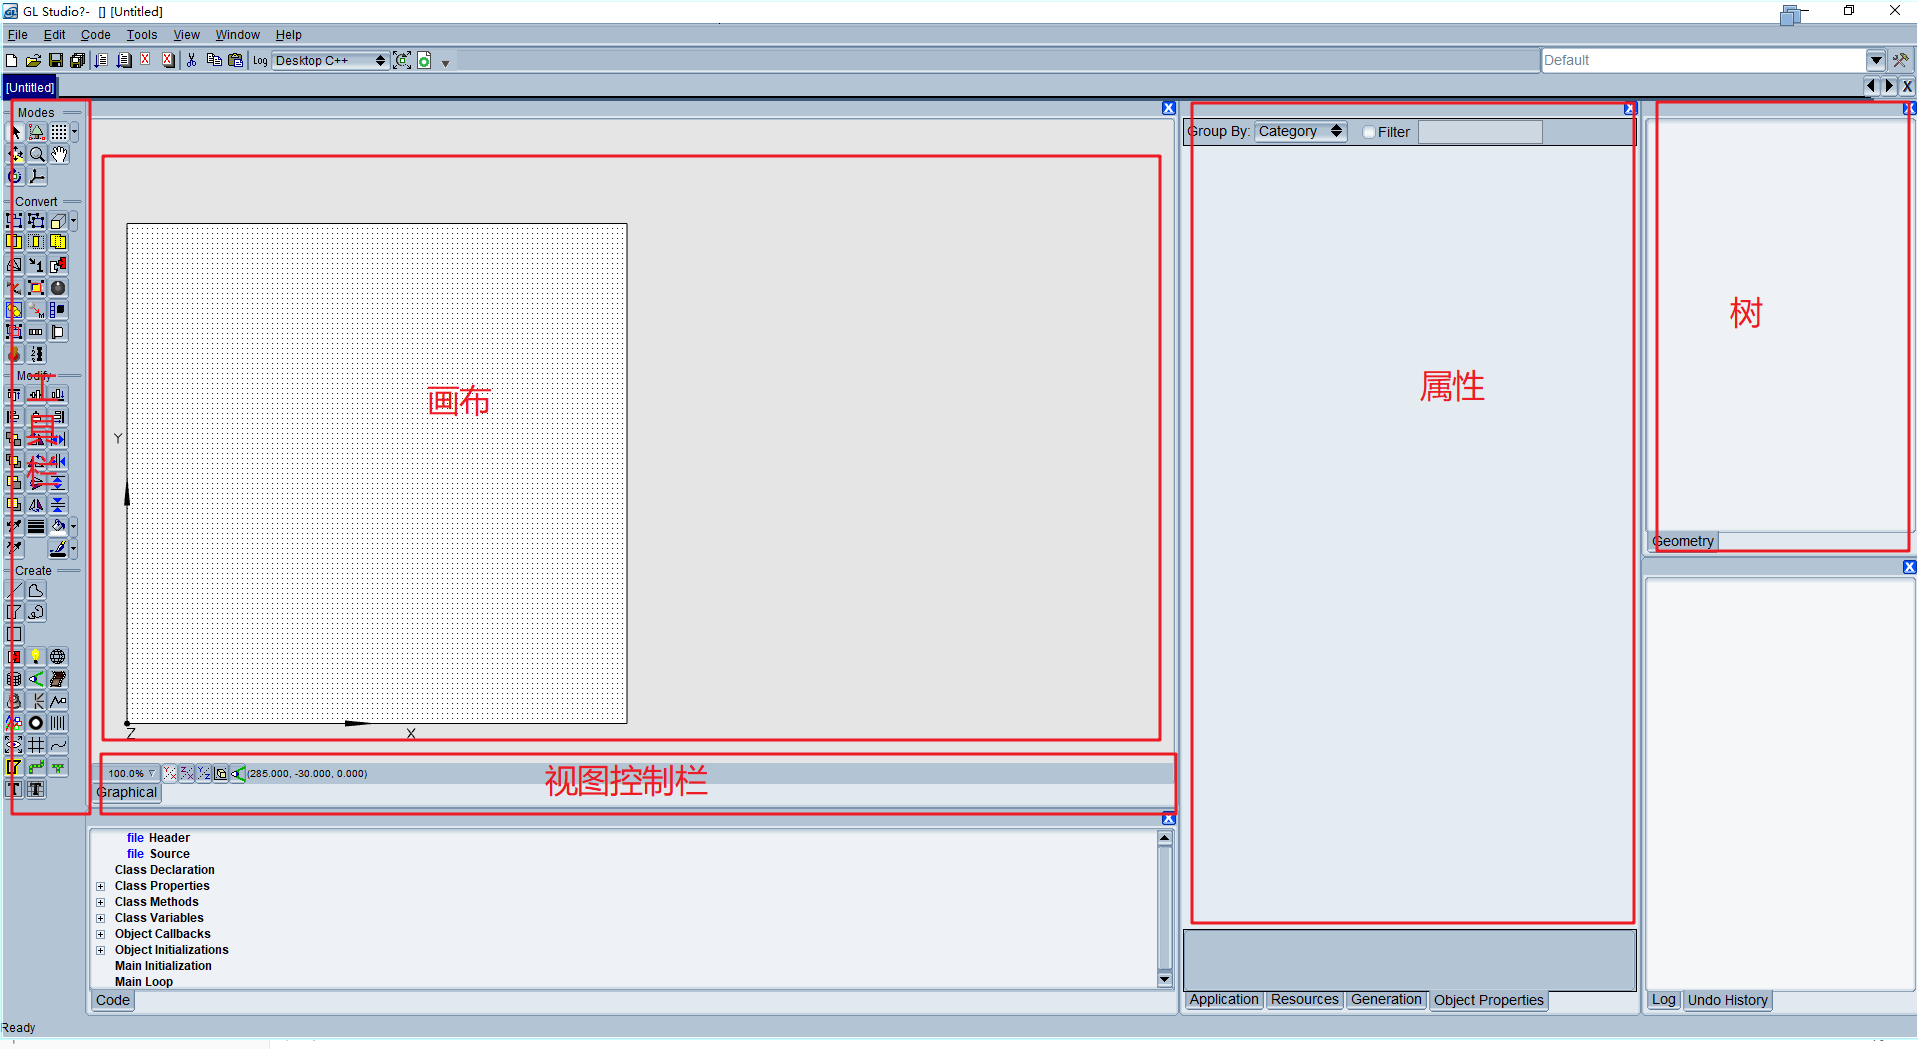 GL Studio?- [] [Untitled]
File Edit Code Tools View Window Help
Log Desktop C++ Default
[Untitled]
Modes
Group By: Category Filter
Convert
树
Modify
工具栏
画布
属性
Y
Geometry
Create
Z X
100.0% (285.000, -30.000, 0.000)
视图控制栏
Graphical
file Header
file Source
Class Declaration
Class Properties
Class Methods
Class Variables
Object Callbacks
Object Initializations
Main Initialization
Main Loop
Code
Application Resources Generation Object Properties
Log Undo History
Ready